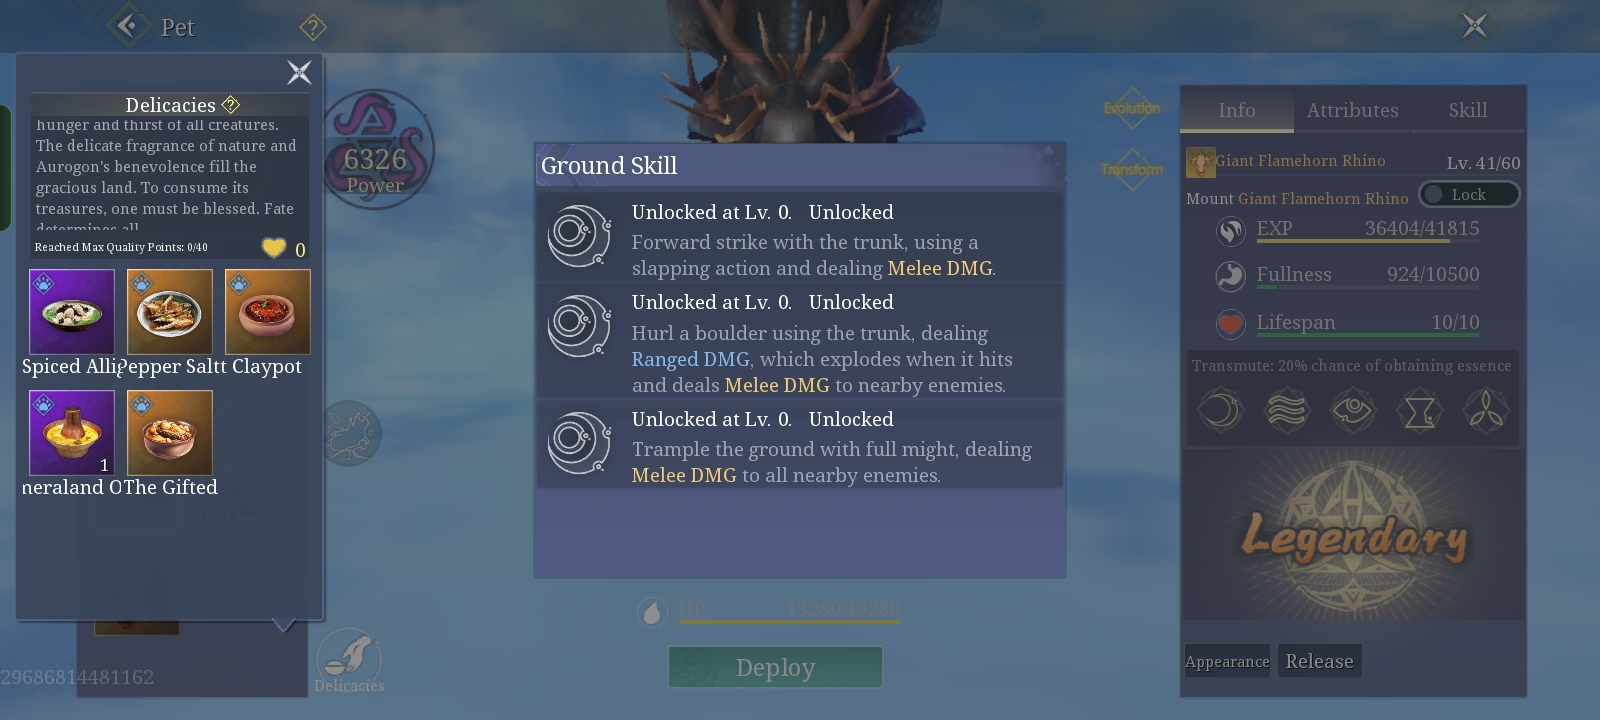 Pet
Delicacies
hunger and thirst of all creatures.
The delicate fragrance of nature and
Aurogon's benevolence fill the
gracious land. To consume its
treasures, one must be blessed. Fate
determines all
Reached Max Quality Points: 0/40
0
Spiced Allig
Pepper Salt
t Claypot
1
neraland O
The Gifted
29686814481162
6326
Power
Delicacies
Ground Skill
Unlocked at Lv. 0. Unlocked
Forward strike with the trunk, using a
slapping action and dealing Melee DMG.
Unlocked at Lv. 0. Unlocked
Hurl a boulder using the trunk, dealing
Ranged DMG, which explodes when it hits
and deals Melee DMG to nearby enemies.
Unlocked at Lv. 0. Unlocked
Trample the ground with full might, dealing
Melee DMG to all nearby enemies.
HP 13280/13280
Deploy
Evolution
Transform
Info Attributes Skill
Giant Flamehorn Rhino Lv. 41/60
Mount Giant Flamehorn Rhino Lock
EXP 36404/41815
Fullness 924/10500
Lifespan 10/10
Transmute: 20% chance of obtaining essence
Legendary
Appearance Release